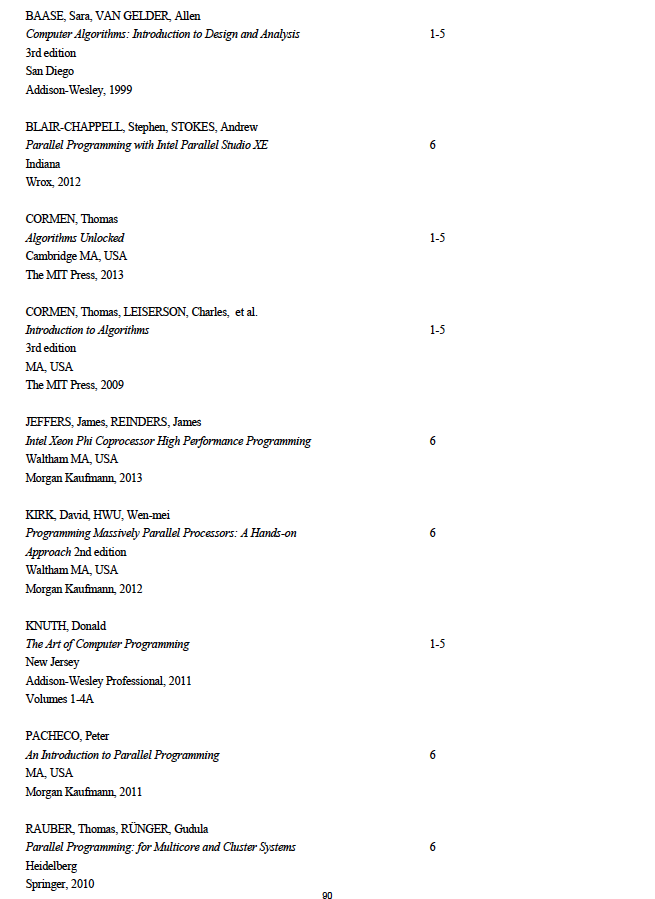 BAASE, Sara, VAN GELDER, Allen
Computer Algorithms: Introduction to Design and Analysis 1-5
3rd edition
San Diego
Addison-Wesley, 1999
BLAIR-CHAPPELL, Stephen, STOKES, Andrew
Parallel Programming with Intel Parallel Studio XE 6
Indiana
Wrox, 2012
CORMEN, Thomas
Algorithms Unlocked 1-5
Cambridge MA, USA
The MIT Press, 2013
CORMEN, Thomas, LEISERSON, Charles, et al.
Introduction to Algorithms 1-5
3rd edition
MA, USA
The MIT Press, 2009
JEFFERS, James, REINDERS, James
Intel Xeon Phi Coprocessor High Performance Programming 6
Waltham MA, USA
Morgan Kaufmann, 2013
KIRK, David, HWU, Wen-mei
Programming Massively Parallel Processors: A Hands-on 6
Approach 2nd edition
Waltham MA, USA
Morgan Kaufmann, 2012
KNUTH, Donald
The Art of Computer Programming 1-5
New Jersey
Addison-Wesley Professional, 2011
Volumes 1-4A
PACHECO, Peter
An Introduction to Parallel Programming 6
MA, USA
Morgan Kaufmann, 2011
RAUBER, Thomas, RÜNGER, Gudula
Parallel Programming: for Multicore and Cluster Systems 6
Heidelberg
Springer, 2010
90